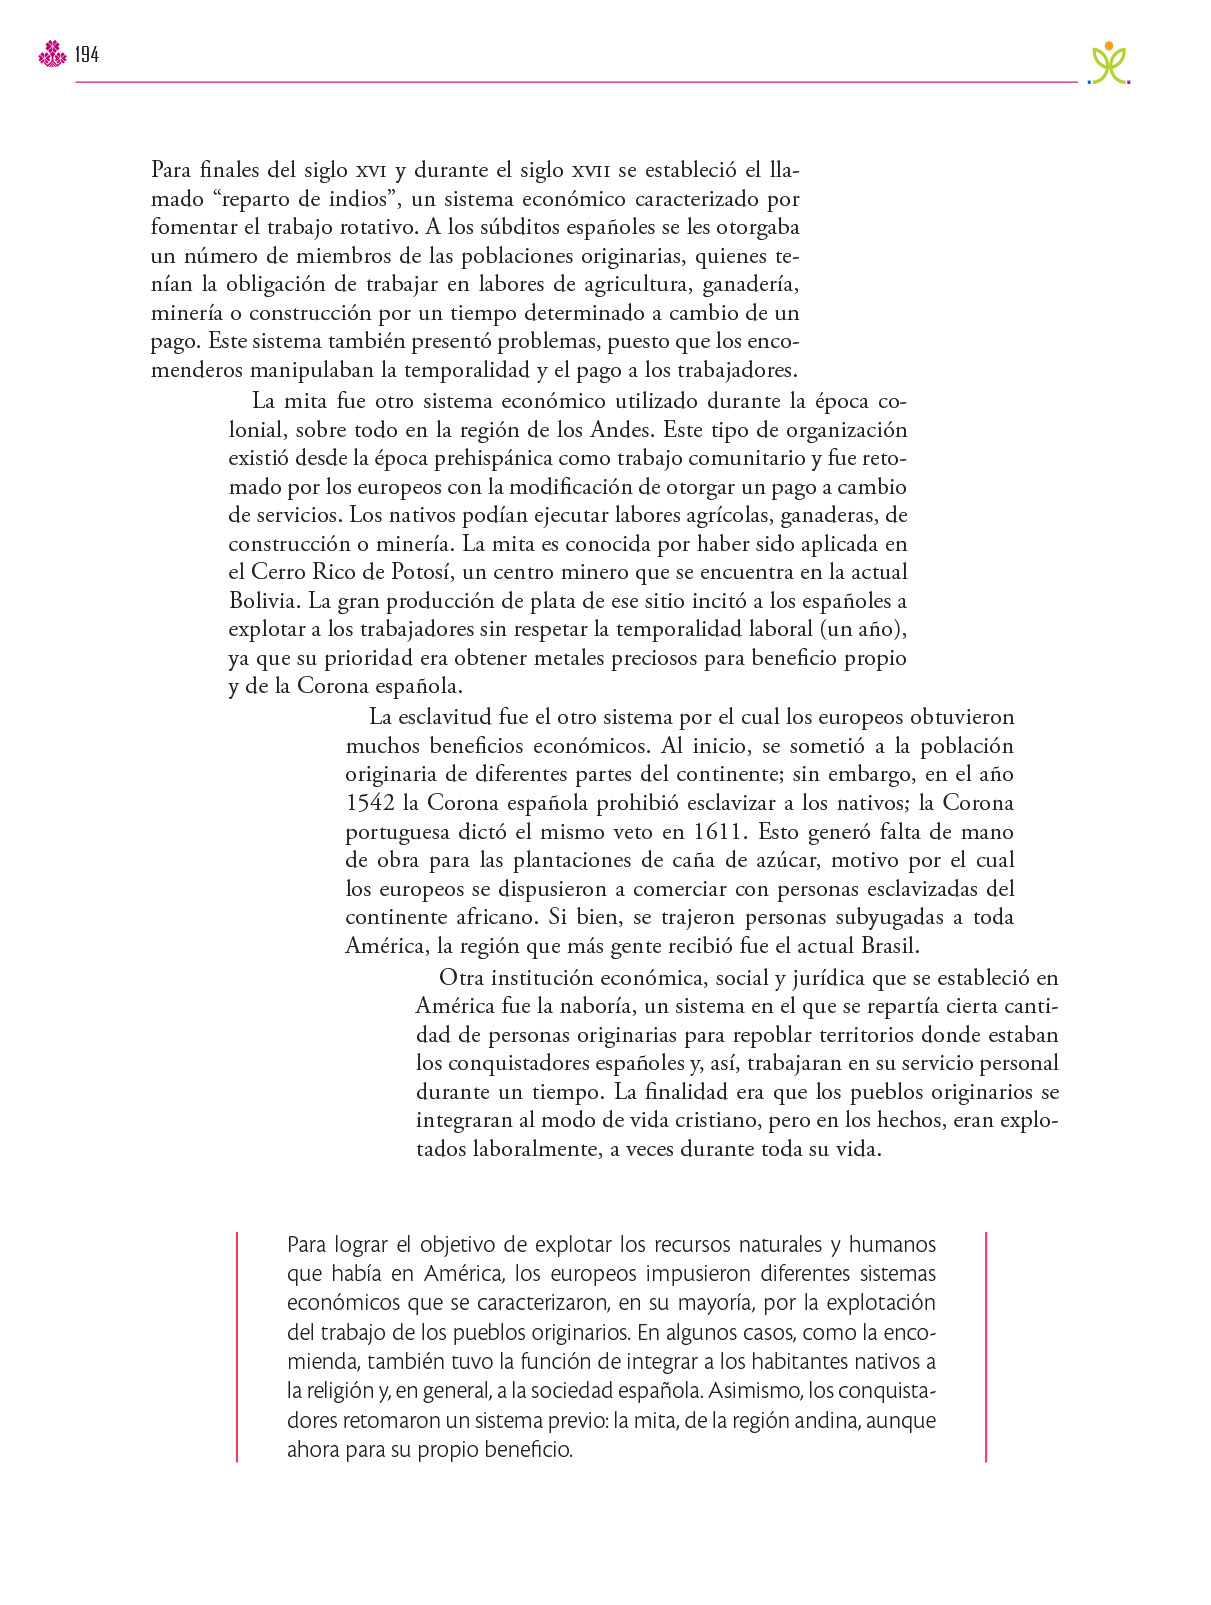 194
Para finales del siglo XVI y durante el siglo XVII se estableció el lla-
mado “reparto de indios”, un sistema económico caracterizado por
fomentar el trabajo rotativo. A los súbditos españoles se les otorgaba
un número de miembros de las poblaciones originarias, quienes te-
nían la obligación de trabajar en labores de agricultura, ganadería,
minería o construcción por un tiempo determinado a cambio de un
pago. Este sistema también presentó problemas, puesto que los enco-
menderos manipulaban la temporalidad y el pago a los trabajadores.
La mita fue otro sistema económico utilizado durante la época co-
lonial, sobre todo en la región de los Andes. Este tipo de organización
existió desde la época prehispánica como trabajo comunitario y fue reto-
mado por los europeos con la modificación de otorgar un pago a cambio
de servicios. Los nativos podían ejecutar labores agrícolas, ganaderas, de
construcción o minería. La mita es conocida por haber sido aplicada en
el Cerro Rico de Potosí, un centro minero que se encuentra en la actual
Bolivia. La gran producción de plata de ese sitio incitó a los españoles a
explotar a los trabajadores sin respetar la temporalidad laboral (un año),
ya que su prioridad era obtener metales preciosos para beneficio propio
y de la Corona española.
La esclavitud fue el otro sistema por el cual los europeos obtuvieron
muchos beneficios económicos. Al inicio, se sometió a la población
originaria de diferentes partes del continente; sin embargo, en el año
1542 la Corona española prohibió esclavizar a los nativos; la Corona
portuguesa dictó el mismo veto en 1611. Esto generó falta de mano
de obra para las plantaciones de caña de azúcar, motivo por el cual
los europeos se dispusieron a comerciar con personas esclavizadas del
continente africano. Si bien, se trajeron personas subyugadas a toda
América, la región que más gente recibió fue el actual Brasil.
Otra institución económica, social y jurídica que se estableció en
América fue la naboría, un sistema en el que se repartía cierta canti-
dad de personas originarias para repoblar territorios donde estaban
los conquistadores españoles y, así, trabajaran en su servicio personal
durante un tiempo. La finalidad era que los pueblos originarios se
integraran al modo de vida cristiano, pero en los hechos, eran explo-
tados laboralmente, a veces durante toda su vida.
Para lograr el objetivo de explotar los recursos naturales y humanos
que había en América, los europeos impusieron diferentes sistemas
económicos que se caracterizaron, en su mayoría, por la explotación
del trabajo de los pueblos originarios. En algunos casos, como la enco-
mienda, también tuvo la función de integrar a los habitantes nativos a
la religión y, en general, a la sociedad española. Asimismo, los conquista-
dores retomaron un sistema previo: la mita, de la región andina, aunque
ahora para su propio beneficio.